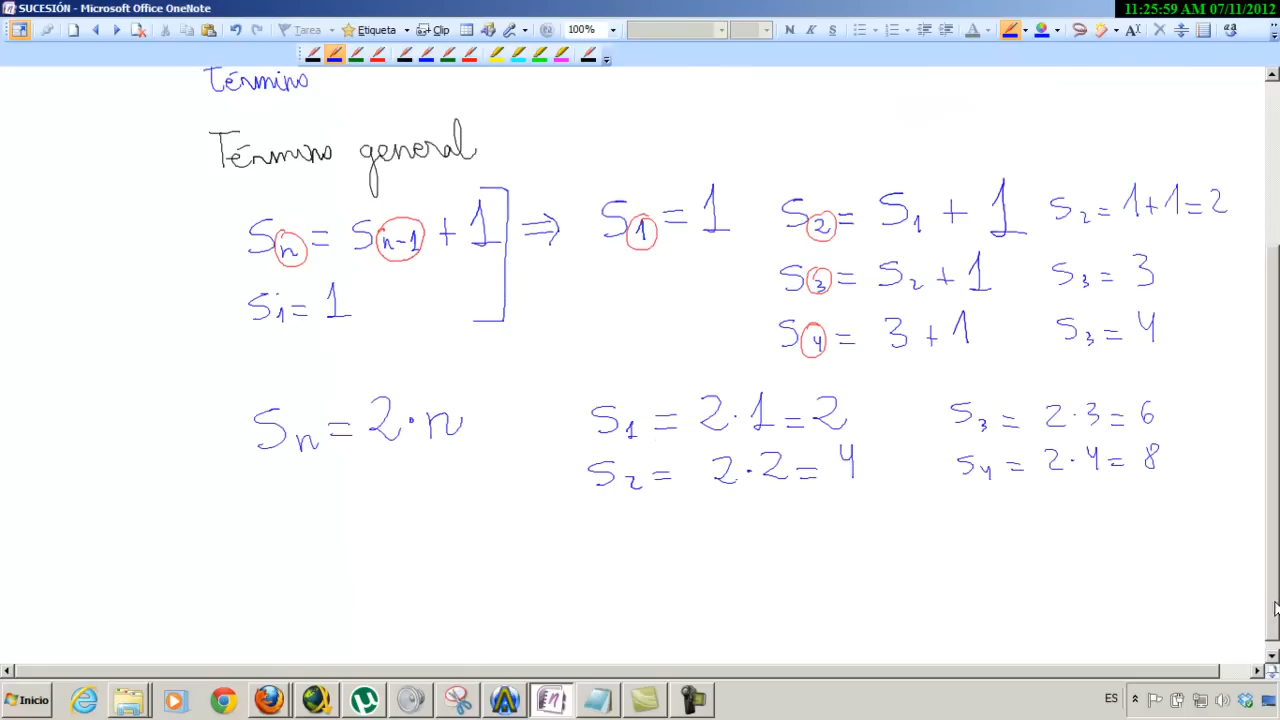 SUCESIÓN - Microsoft Office OneNote
11:25:59 AM 07/11/2012
Tarea Etiqueta Clip 100% N K S
Término
Término general
Sₙ = Sₙ₋₁ + 1 ] ⇒ S₁ = 1 S₂ = S₁ + 1 S₂ = 1+1 = 2
S₁ = 1 S₃ = S₂ + 1 S₃ = 3
S₄ = 3 + 1 S₃ = 4
Sₙ = 2·n S₁ = 2·1 = 2 S₃ = 2·3 = 6
S₂ = 2·2 = 4 S₄ = 2·4 = 8
Inicio ES